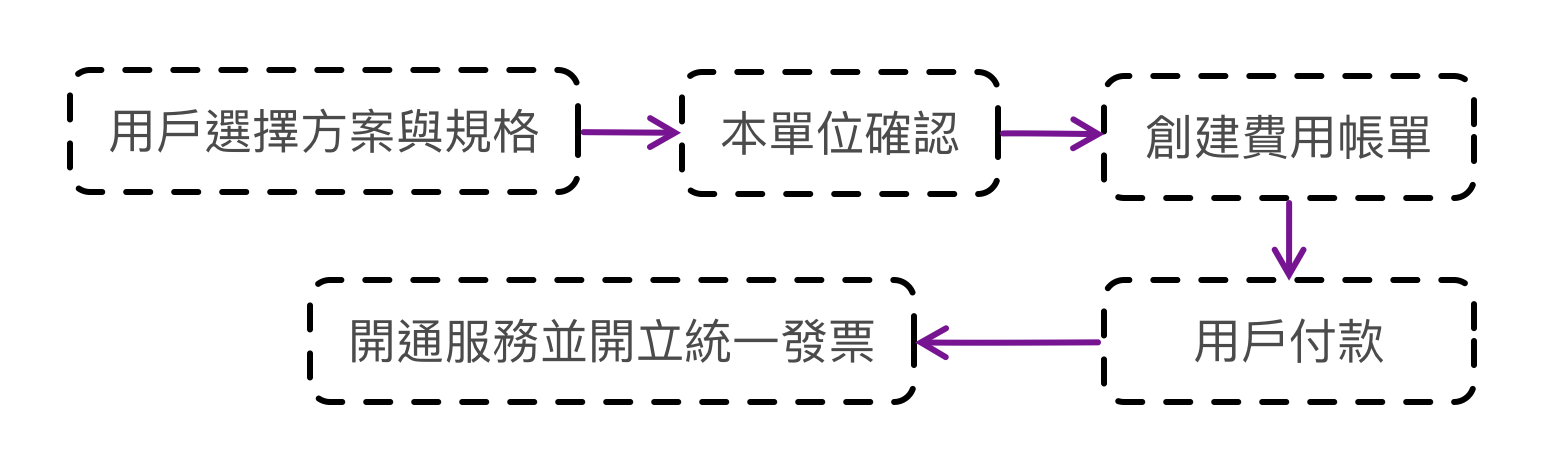 用戶選擇方案與規格
本單位確認
創建費用帳單
用戶付款
開通服務並開立統一發票